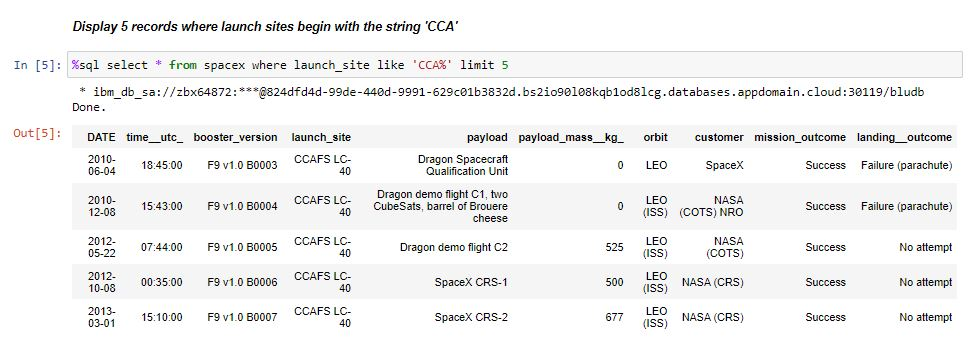 Display 5 records where launch sites begin with the string 'CCA'
In [5]: %sql select * from spacex where launch_site like 'CCA%' limit 5
* ibm_db_sa://zbx64872:***@824dfd4d-99de-440d-9991-629c01b3832d.bs2io90l08kqb1od8lcg.databases.appdomain.cloud:30119/bludb
Done.
Out[5]:
DATE time__utc_ booster_version launch_site payload payload_mass__kg_ orbit customer mission_outcome landing__outcome
2010-
06-04 18:45:00 F9 v1.0 B0003 CCAFS LC-
40 Dragon Spacecraft
Qualification Unit 0 LEO SpaceX Success Failure (parachute)
2010-
12-08 15:43:00 F9 v1.0 B0004 CCAFS LC-
40 Dragon demo flight C1, two
CubeSats, barrel of Brouere
cheese 0 LEO
(ISS) NASA
(COTS) NRO Success Failure (parachute)
2012-
05-22 07:44:00 F9 v1.0 B0005 CCAFS LC-
40 Dragon demo flight C2 525 LEO
(ISS) NASA
(COTS) Success No attempt
2012-
10-08 00:35:00 F9 v1.0 B0006 CCAFS LC-
40 SpaceX CRS-1 500 LEO
(ISS) NASA (CRS) Success No attempt
2013-
03-01 15:10:00 F9 v1.0 B0007 CCAFS LC-
40 SpaceX CRS-2 677 LEO
(ISS) NASA (CRS) Success No attempt